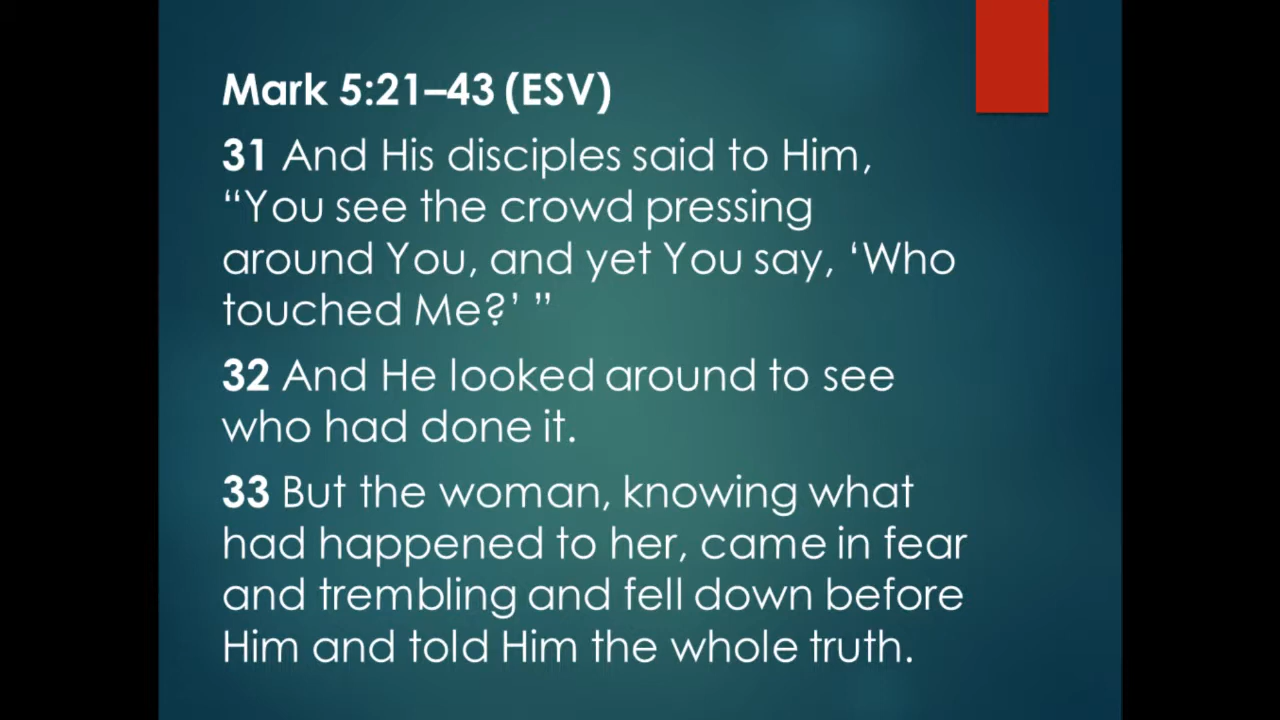 Mark 5:21–43 (ESV)
31 And His disciples said to Him,
“You see the crowd pressing
around You, and yet You say, ‘Who
touched Me?’ ”
32 And He looked around to see
who had done it.
33 But the woman, knowing what
had happened to her, came in fear
and trembling and fell down before
Him and told Him the whole truth.